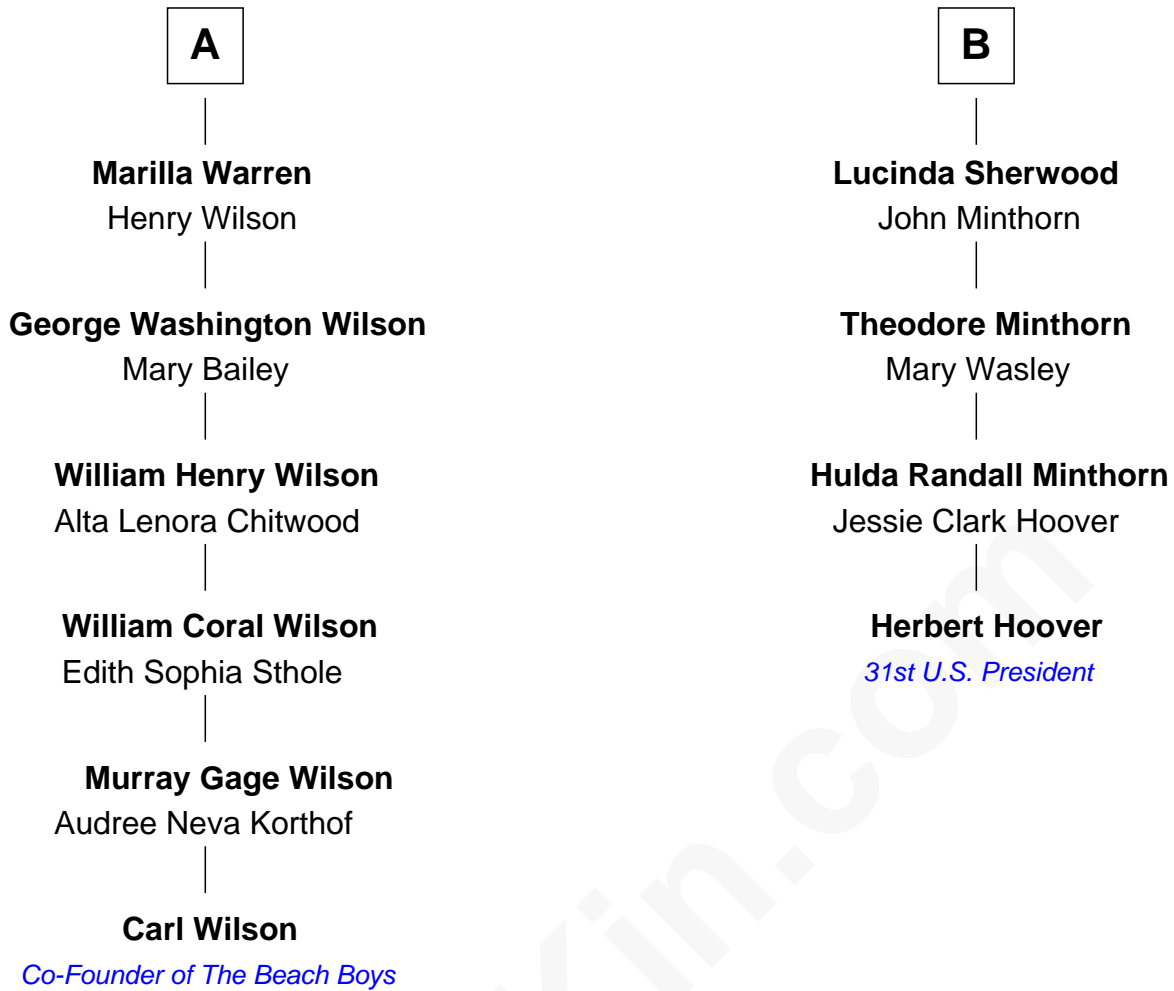 A
Marilla Warren
Henry Wilson
George Washington Wilson
Mary Bailey
William Henry Wilson
Alta Lenora Chitwood
William Coral Wilson
Edith Sophia Sthole
Murray Gage Wilson
Audree Neva Korthof
Carl Wilson
Co-Founder of The Beach Boys
B
Lucinda Sherwood
John Minthorn
Theodore Minthorn
Mary Wasley
Hulda Randall Minthorn
Jessie Clark Hoover
Herbert Hoover
31st U.S. President
Kin.com